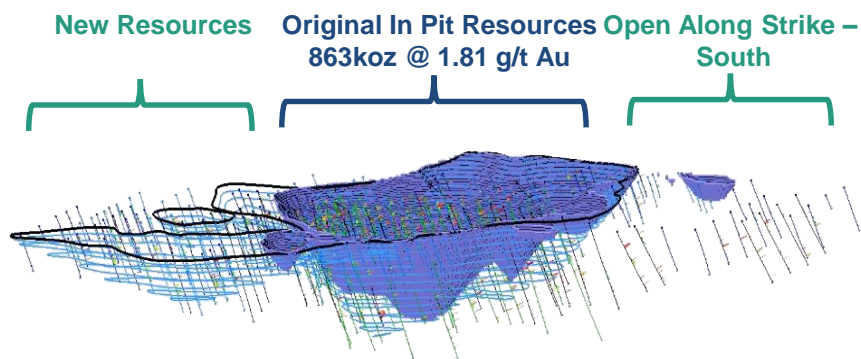 New Resources
Original In Pit Resources
863koz @ 1.81 g/t Au
Open Along Strike –
South